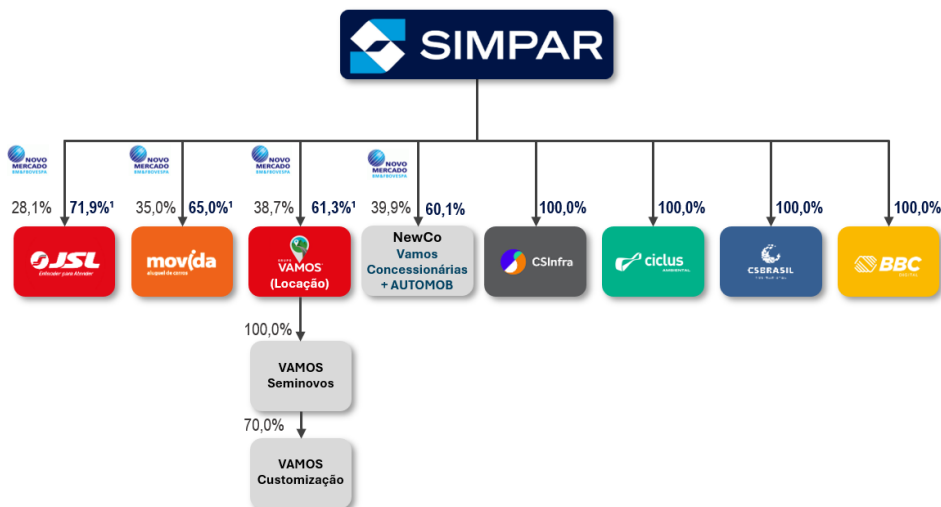 SIMPAR
NOVO
MERCADO
BM&FBOVESPA
NOVO
MERCADO
BM&FBOVESPA
NOVO
MERCADO
BM&FBOVESPA
NOVO
MERCADO
BM&FBOVESPA
28,1% 71,9%¹
35,0% 65,0%¹
38,7% 61,3%¹
39,9% 60,1%
100,0%
100,0%
100,0%
100,0%
JSL
Entender para Atender
movida
aluguel de carros
GRUPO
VAMOS
(Locação)
NewCo
Vamos
Concessionárias
+ AUTOMOB
CSInfra
ciclus
AMBIENTAL
CSBRASIL
BBC
DIGITAL
100,0%
VAMOS
Seminovos
70,0%
VAMOS
Customização